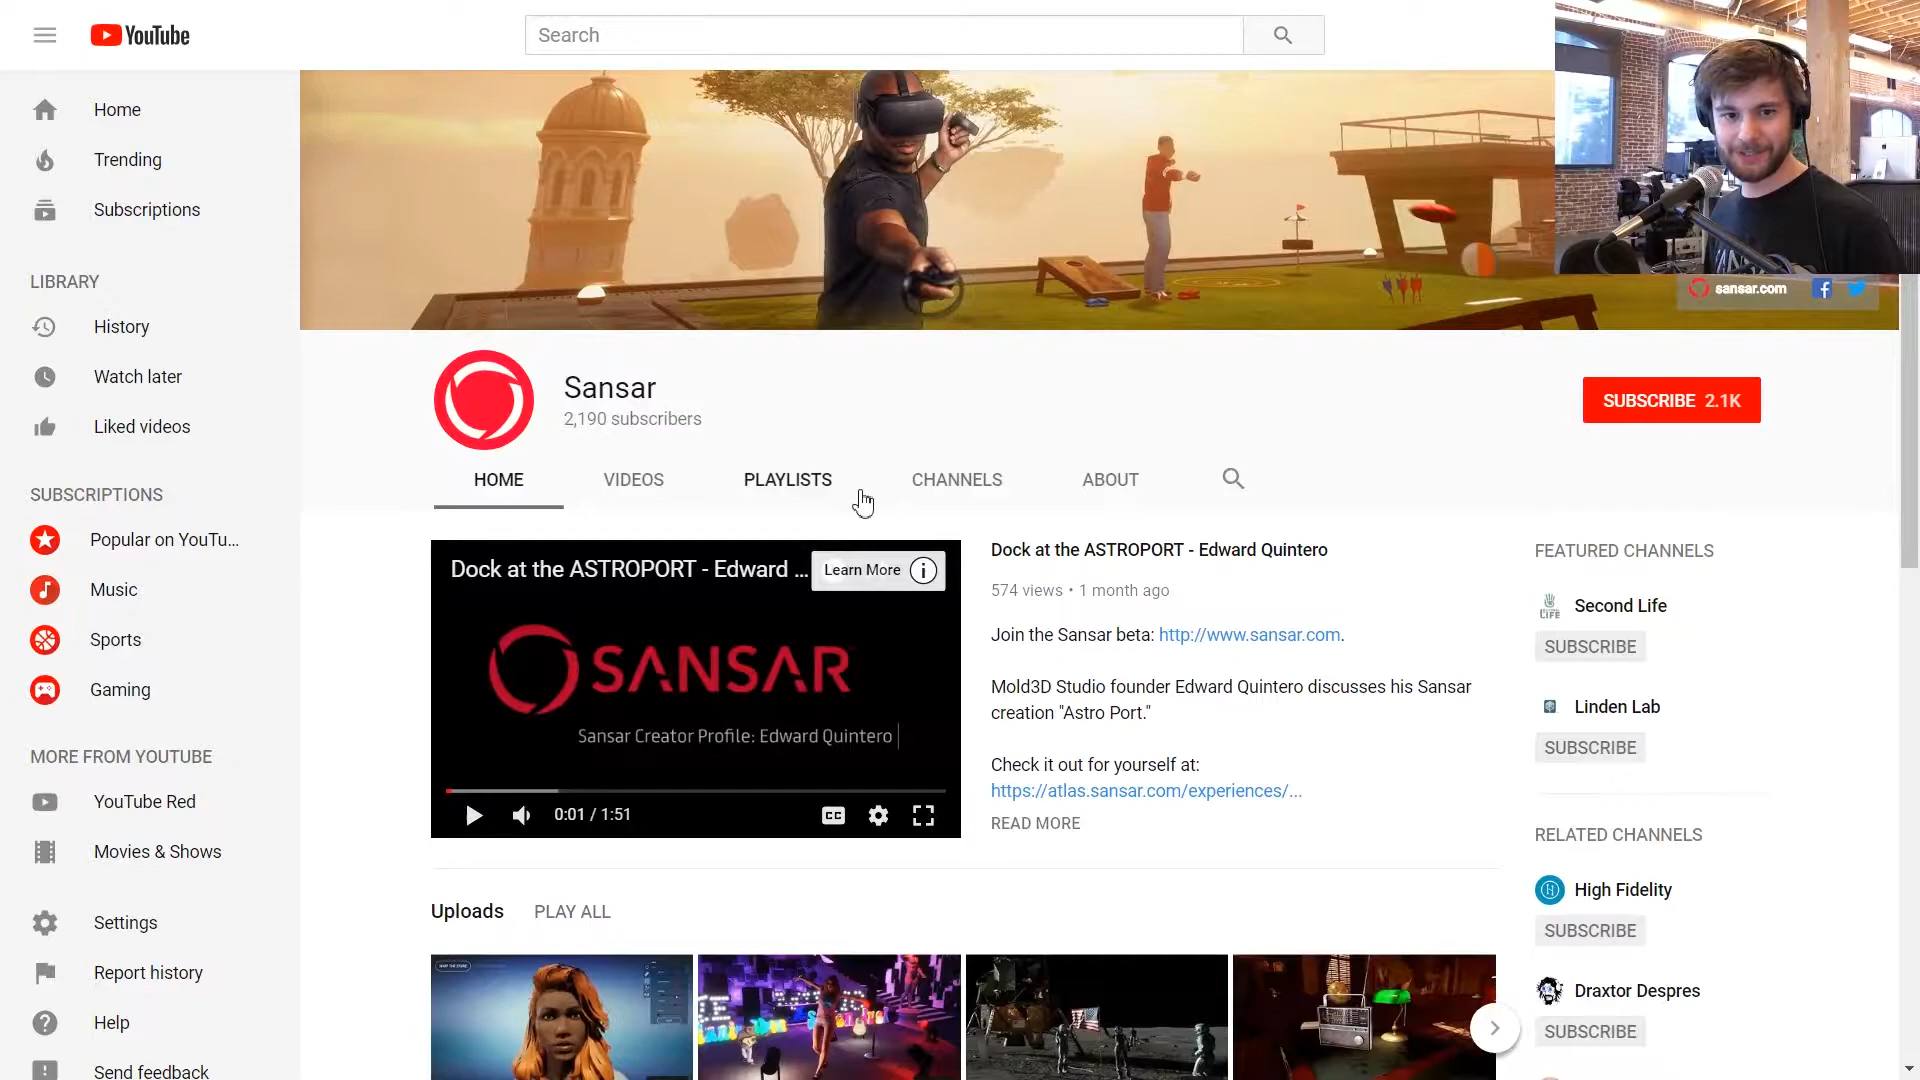 YouTube
Search
Home
Trending
Subscriptions
LIBRARY
History
Watch later
Liked videos
SUBSCRIPTIONS
Popular on YouTu...
Music
Sports
Gaming
MORE FROM YOUTUBE
YouTube Red
Movies & Shows
Settings
Report history
Help
Send feedback
sansar.com
Sansar
2,190 subscribers
SUBSCRIBE 2.1K
HOME
VIDEOS
PLAYLISTS
CHANNELS
ABOUT
Dock at the ASTROPORT - Edward ...
Learn More
SANSAR
Sansar Creator Profile: Edward Quintero
0:01 / 1:51
CC
Dock at the ASTROPORT - Edward Quintero
574 views • 1 month ago
Join the Sansar beta: http://www.sansar.com.
Mold3D Studio founder Edward Quintero discusses his Sansar
creation "Astro Port."
Check it out for yourself at:
https://atlas.sansar.com/experiences/...
READ MORE
Uploads
PLAY ALL
FEATURED CHANNELS
Second Life
SUBSCRIBE
Linden Lab
SUBSCRIBE
RELATED CHANNELS
High Fidelity
SUBSCRIBE
Draxtor Despres
SUBSCRIBE